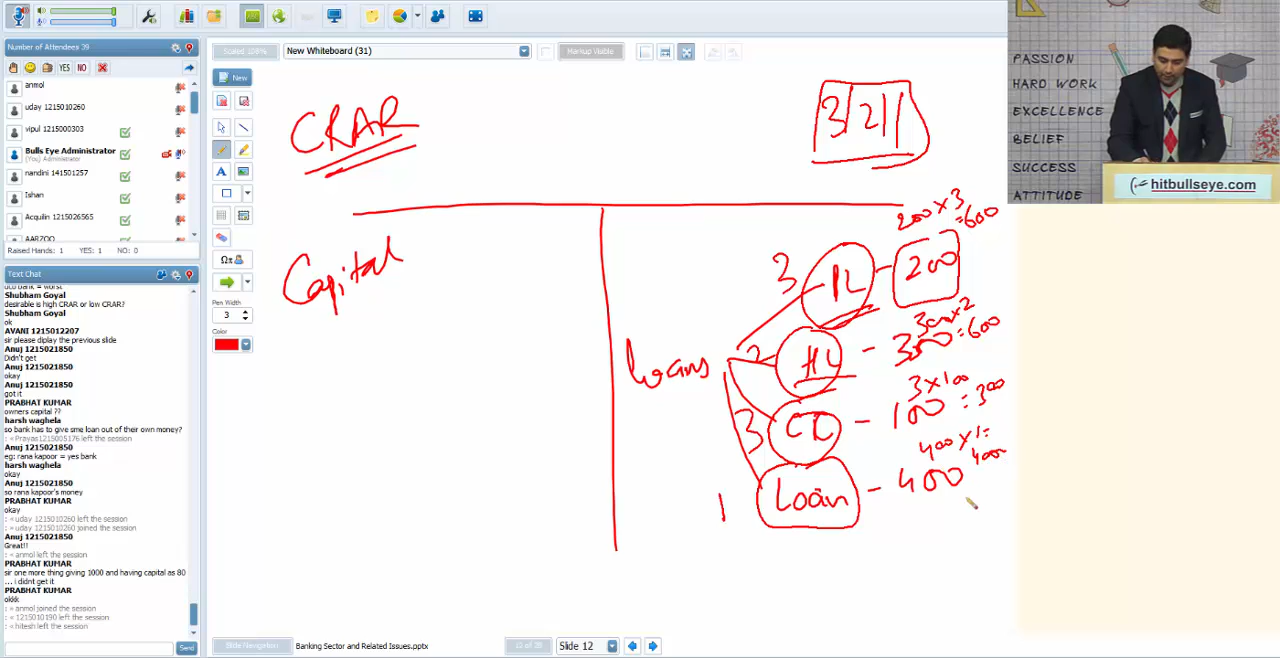 Number of Attendees 39
YES
NO
anmol
uday 1215010260
vipul 1215000303
Bulls Eye Administrator
(You) Administrator
nandini 141501257
Ishan
Acquilin 1215026565
AARZOO
Raised Hands: 1 YES: 1 NO: 0
Text Chat
Shubham Goyal
desirable is high CRAR or low CRAR?
Shubham Goyal
ok
AVANI 1215012207
sir please diplay the previous slide
Anuj 1215021850
Didn't get
Anuj 1215021850
okay
Anuj 1215021850
got it
PRABHAT KUMAR
owners capital ??
harsh waghela
so bank has to give sme loan out of their own money?
: < Prayas1215005176 left the session
Anuj 1215021850
eg: rana kapoor = yes bank
harsh waghela
okay
Anuj 1215021850
so rana kapoor's money
PRABHAT KUMAR
okay
: < uday 1215010260 left the session
: < uday 1215010260 joined the session
Anuj 1215021850
Great!!
: < anmol left the session
PRABHAT KUMAR
sir one more thing giving 1000 and having capital as 80
... i didnt get it
PRABHAT KUMAR
okkk
: < anmol joined the session
: < 1215010190 left the session
: < hitesh left the session
Send
Scaled 108%
New Whiteboard (31)
Markup Visible
New
A
Ωπ
Pen Width
3
Color
CRAR
3/2/1
Capital
loans
3 PL - 200
200 x 3
=600
2 HL - 300
300 x 2
=600
3 CL - 100
3 x 100
= 300
1 Loan - 400
400 x 1=
400
Slide Navigation
Banking Sector and Related Issues.pptx
12 of 28
Slide 12
PASSION
HARD WORK
EXCELLENCE
BELIEF
SUCCESS
ATTITUDE
hitbullseye.com